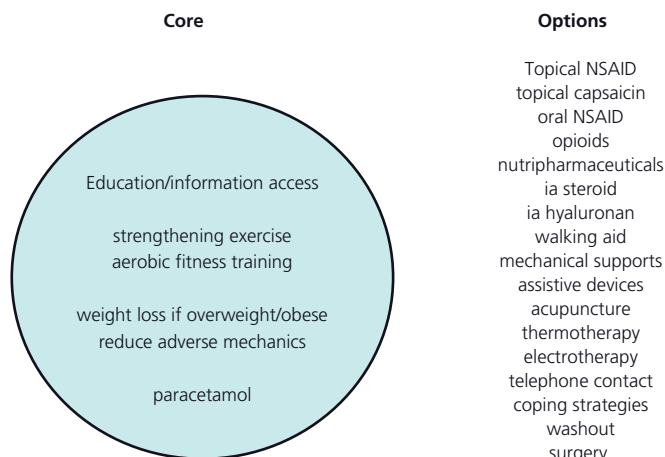 Core
Education/information access
strengthening exercise
aerobic fitness training
weight loss if overweight/obese
reduce adverse mechanics
paracetamol
Options
Topical NSAID
topical capsaicin
oral NSAID
opioids
nutripharmaceuticals
ia steroid
ia hyaluronan
walking aid
mechanical supports
assistive devices
acupuncture
thermotherapy
electrotherapy
telephone contact
coping strategies
washout
surgery